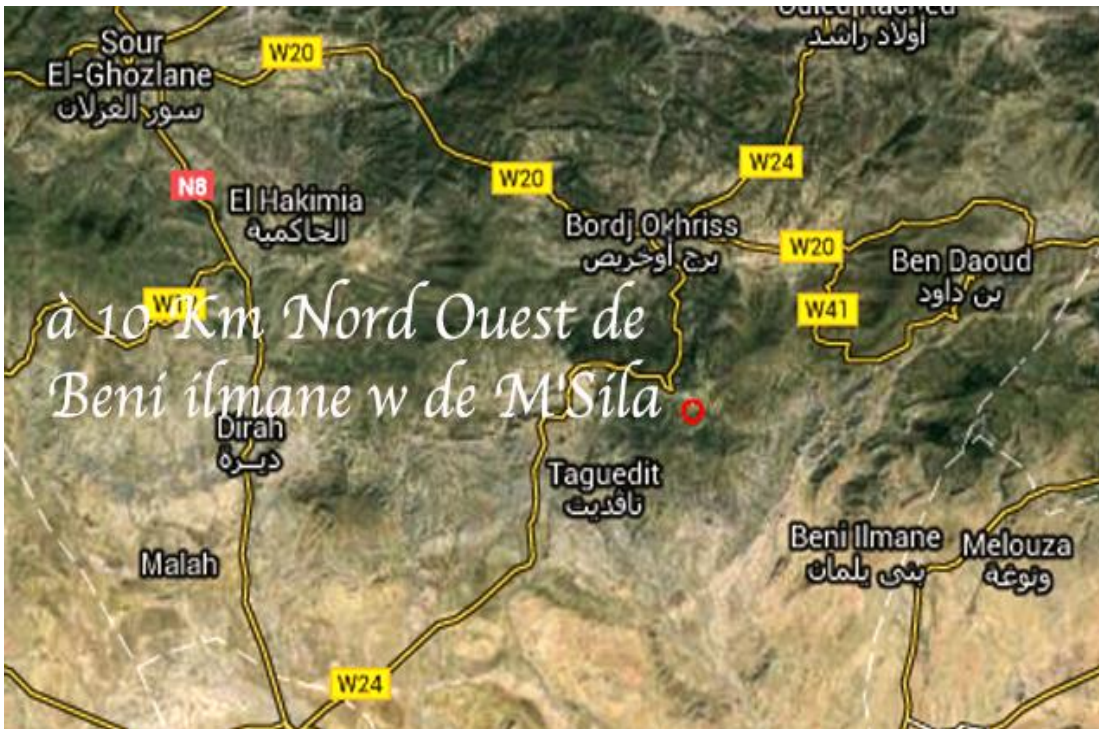 أولاد راشد
Sour
El-Ghozlane
سور الغزلان
W20
W24
W20
N8
El Hakimia
الحاكمية
Bordj Okhriss
برج أوخريص
W20
Ben Daoud
بن داود
W41
à 10 Km Nord Ouest de
Beni ilmane w de M'Sila
Dirah
ديرة
Taguedit
تاقديت
Malah
Beni Ilmane
بني يلمان
Melouza
ونوغة
W24